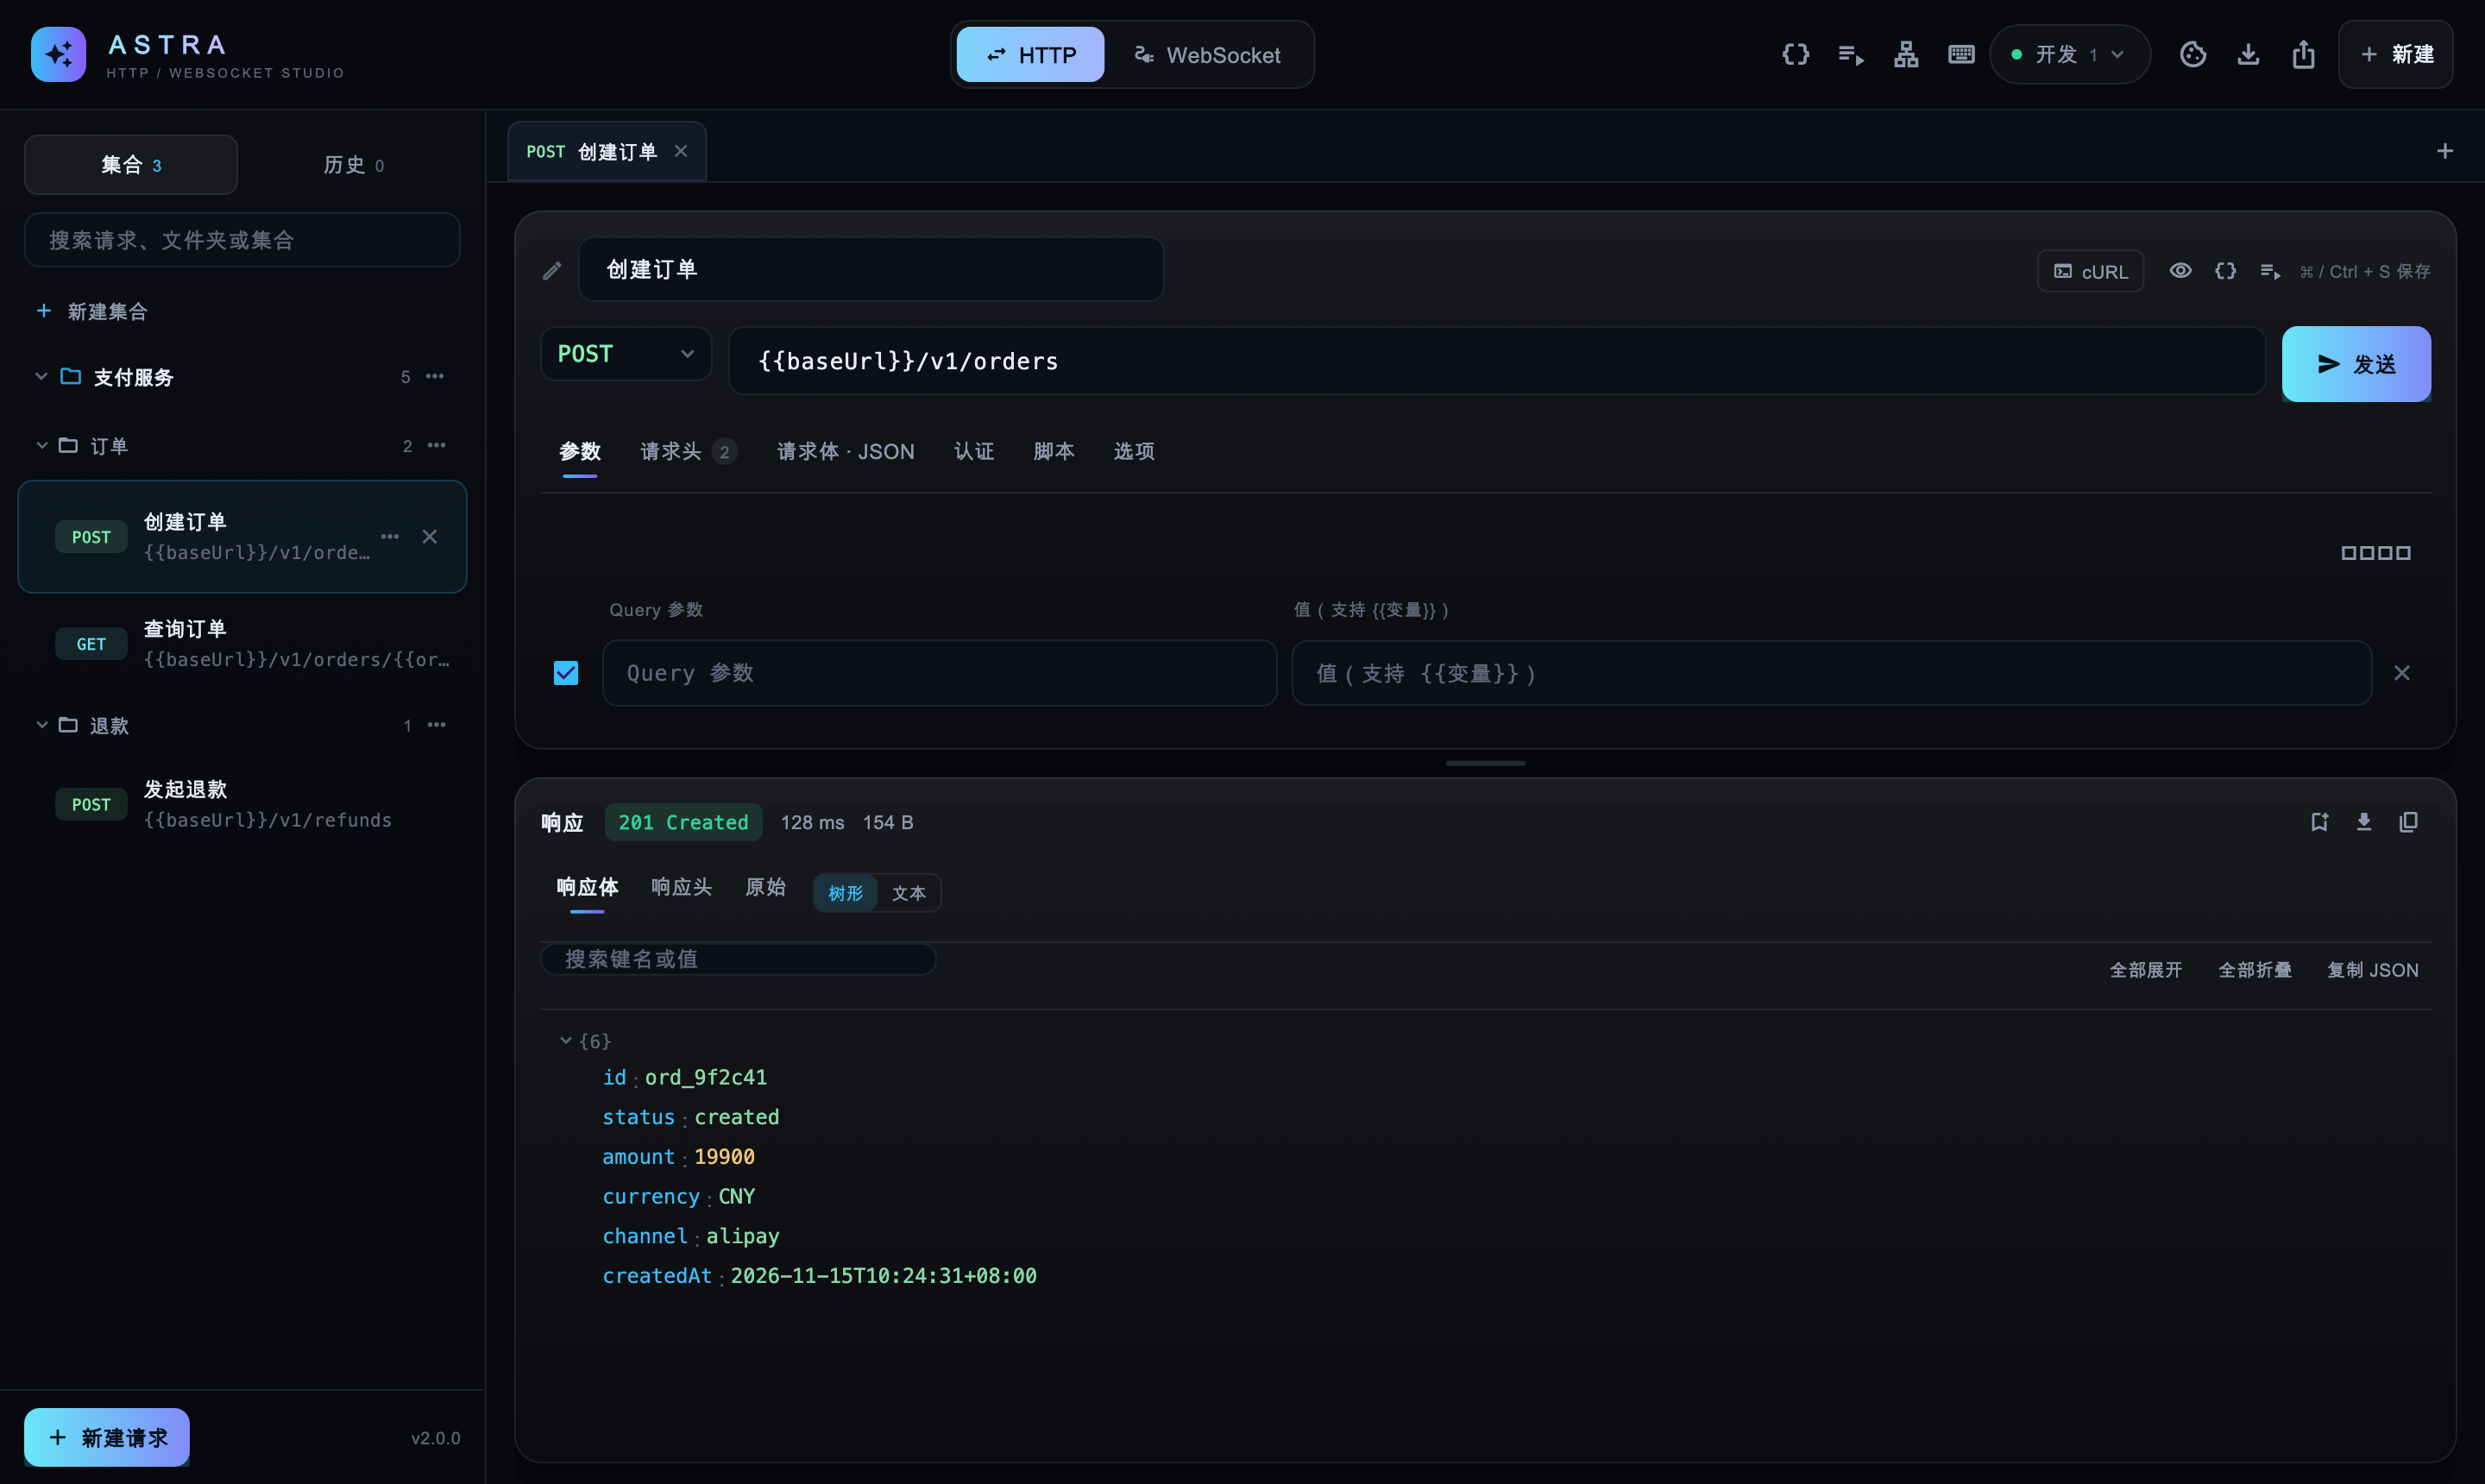 ASTRA
HTTP / WEBSOCKET STUDIO
HTTP
WebSocket
开发 1
新建
集合 3
历史 0
搜索请求、文件夹或集合
新建集合
支付服务 5
订单 2
POST
创建订单
{{baseUrl}}/v1/orde…
GET
查询订单
{{baseUrl}}/v1/orders/{{or…
退款 1
POST
发起退款
{{baseUrl}}/v1/refunds
新建请求
v2.0.0
POST 创建订单
创建订单
cURL
⌘ / Ctrl + S 保存
POST
{{baseUrl}}/v1/orders
发送
参数
请求头 2
请求体 · JSON
认证
脚本
选项
Query 参数
值 ( 支持 {{变量}} )
Query 参数
值 ( 支持 {{变量}} )
响应
201 Created
128 ms
154 B
响应体
响应头
原始
树形
文本
搜索键名或值
全部展开
全部折叠
复制 JSON
{6}
id : ord_9f2c41
status : created
amount : 19900
currency : CNY
channel : alipay
createdAt : 2026-11-15T10:24:31+08:00